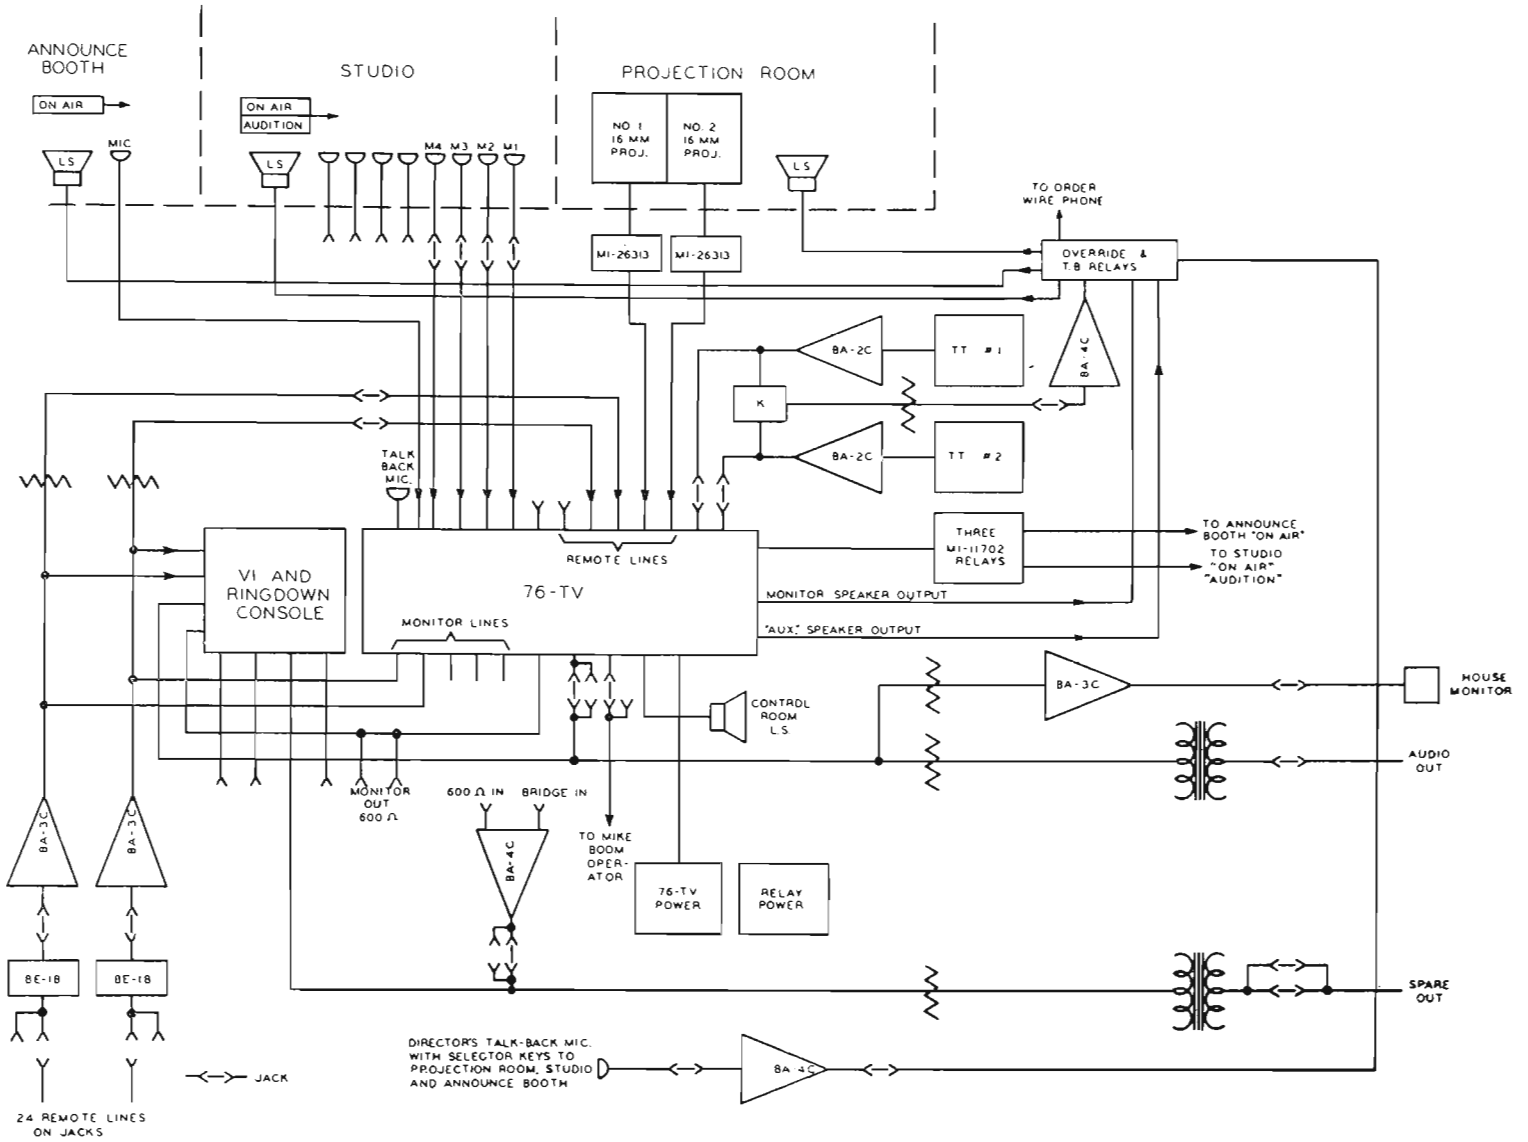 ANNOUNCE
BOOTH
ON AIR
LS
MIC
STUDIO
ON AIR
AUDITION
LS
M4 M3 M2 M1
PROJECTION ROOM
NO. 1
16 MM
PROJ.
NO. 2
16 MM
PROJ.
LS
MI-26313
MI-26313
TO ORDER
WIRE PHONE
OVERRIDE &
T.B RELAYS
BA-2C
TT #1
BA-4C
K
BA-2C
TT #2
TALK
BACK
MIC.
REMOTE LINES
THREE
MI-11702
RELAYS
TO ANNOUNCE
BOOTH "ON AIR"
TO STUDIO
"ON AIR"
"AUDITION"
VI AND
RINGDOWN
CONSOLE
76-TV
MONITOR LINES
MONITOR SPEAKER OUTPUT
"AUX." SPEAKER OUTPUT
CONTROL
ROOM
L.S.
BA-3C
HOUSE
MONITOR
AUDIO
OUT
MONITOR
OUT
600 Ω
600 Ω IN
BRIDGE IN
BA-4C
TO MIKE
BOOM
OPER-
ATOR
76-TV
POWER
RELAY
POWER
BA-3C
BA-3C
BE-1B
BE-1B
SPARE
OUT
DIRECTOR'S TALK-BACK MIC.
WITH SELECTOR KEYS TO
PROJECTION ROOM, STUDIO
AND ANNOUNCE BOOTH
BA-4C
JACK
24 REMOTE LINES
ON JACKS